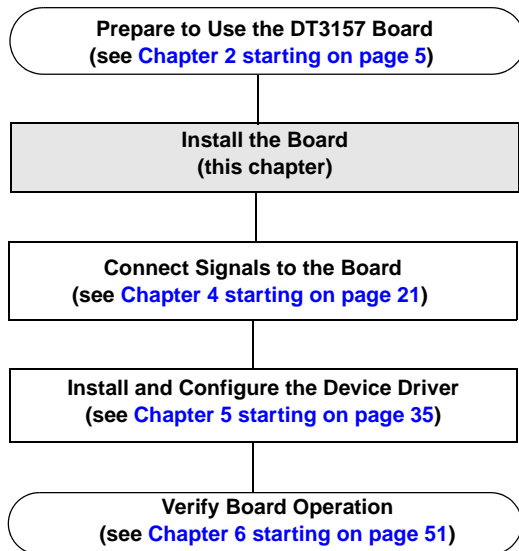 Prepare to Use the DT3157 Board
(see Chapter 2 starting on page 5)
Install the Board
(this chapter)
Connect Signals to the Board
(see Chapter 4 starting on page 21)
Install and Configure the Device Driver
(see Chapter 5 starting on page 35)
Verify Board Operation
(see Chapter 6 starting on page 51)